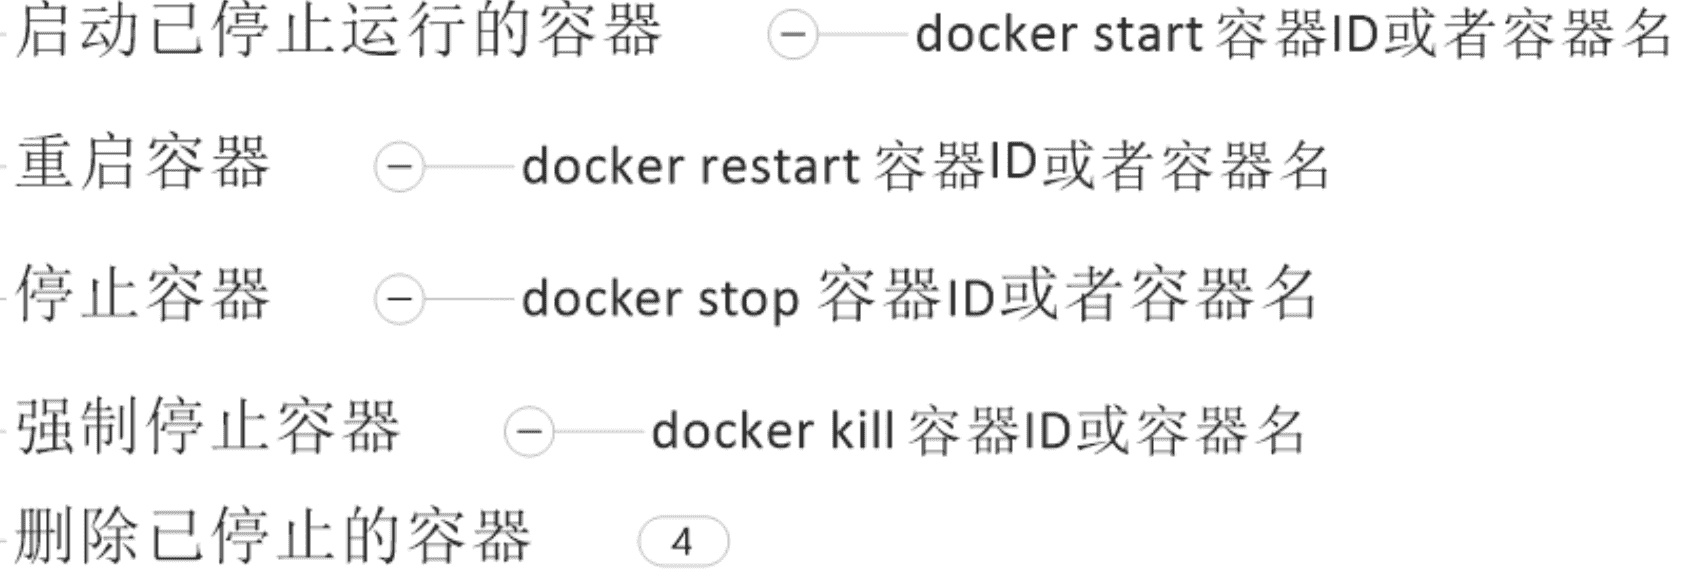 启动已停止运行的容器 docker start 容器ID或者容器名
重启容器 docker restart 容器ID或者容器名
停止容器 docker stop 容器ID或者容器名
强制停止容器 docker kill 容器ID或容器名
删除已停止的容器 4